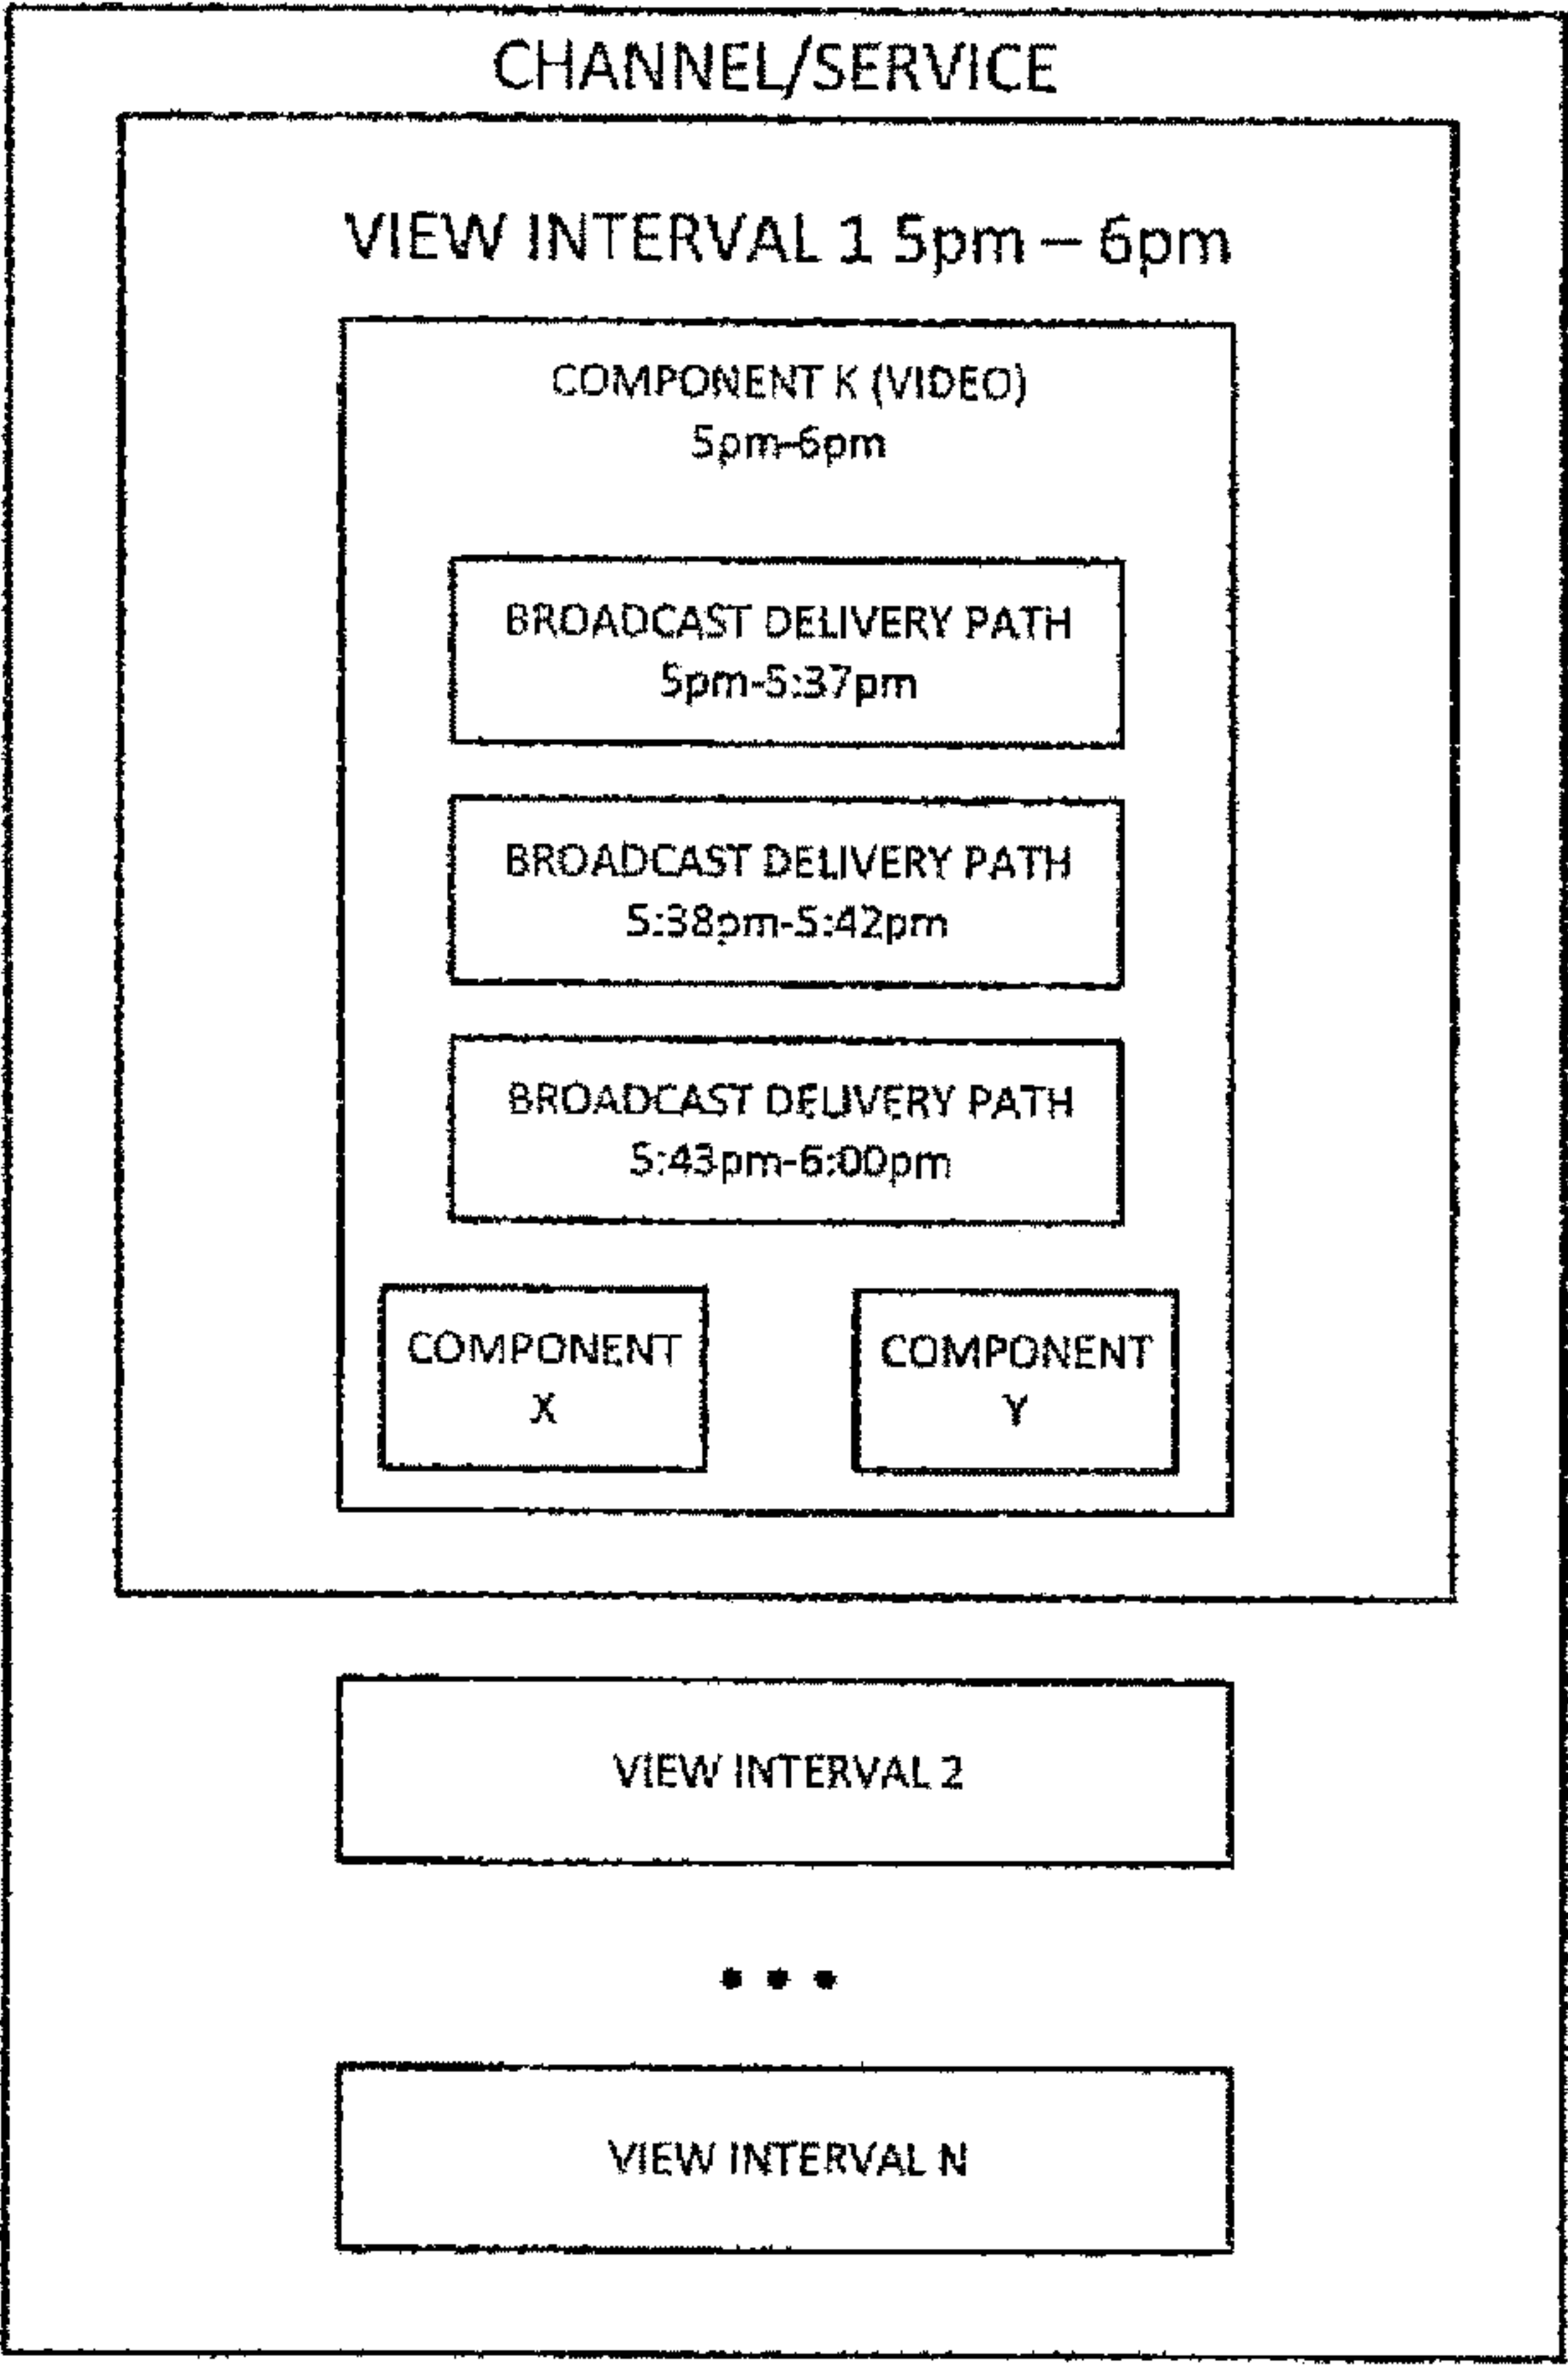 CHANNEL/SERVICE
VIEW INTERVAL 1 5pm – 6pm
COMPONENT K (VIDEO)
5pm-6pm
BROADCAST DELIVERY PATH
5pm-5:37pm
BROADCAST DELIVERY PATH
5:38pm-5:42pm
BROADCAST DELIVERY PATH
5:43pm-6:00pm
COMPONENT X
COMPONENT Y
VIEW INTERVAL 2
• • •
VIEW INTERVAL N